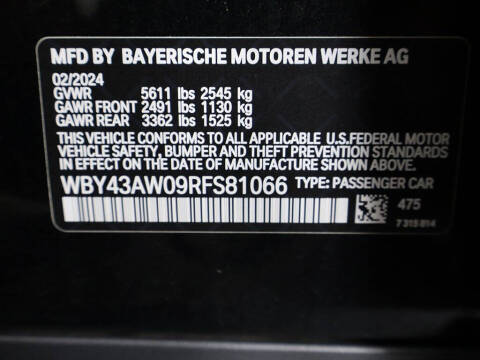 MFD BY BAYERISCHE MOTOREN WERKE AG
02/2024
GVWR 5611 lbs 2545 kg
GAWR FRONT 2491 lbs 1130 kg
GAWR REAR 3362 lbs 1525 kg
THIS VEHICLE CONFORMS TO ALL APPLICABLE U.S.FEDERAL MOTOR
VEHICLE SAFETY, BUMPER AND THEFT PREVENTION STANDARDS
IN EFFECT ON THE DATE OF MANUFACTURE SHOWN ABOVE.
WBY43AW09RFS81066 TYPE: PASSENGER CAR
475
7 315 814